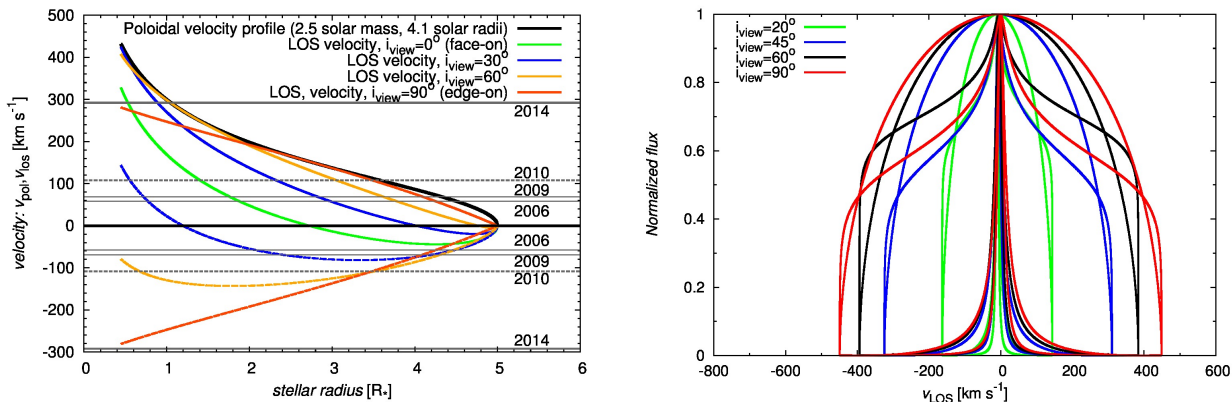 Poloidal velocity profile (2.5 solar mass, 4.1 solar radii)
LOS velocity, i_view=0° (face-on)
LOS velocity, i_view=30°
LOS velocity, i_view=60°
LOS, velocity, i_view=90° (edge-on)
500
400
300
200
100
0
-100
-200
-300
velocity: v_pol, v_los [km s⁻¹]
2014
2010
2009
2006
2006
2009
2010
2014
0 1 2 3 4 5 6
stellar radius [R*]
i_view=20°
i_view=45°
i_view=60°
i_view=90°
1
0.8
0.6
0.4
0.2
0
Normalized flux
-800 -600 -400 -200 0 200 400 600
v_LOS [km s⁻¹]